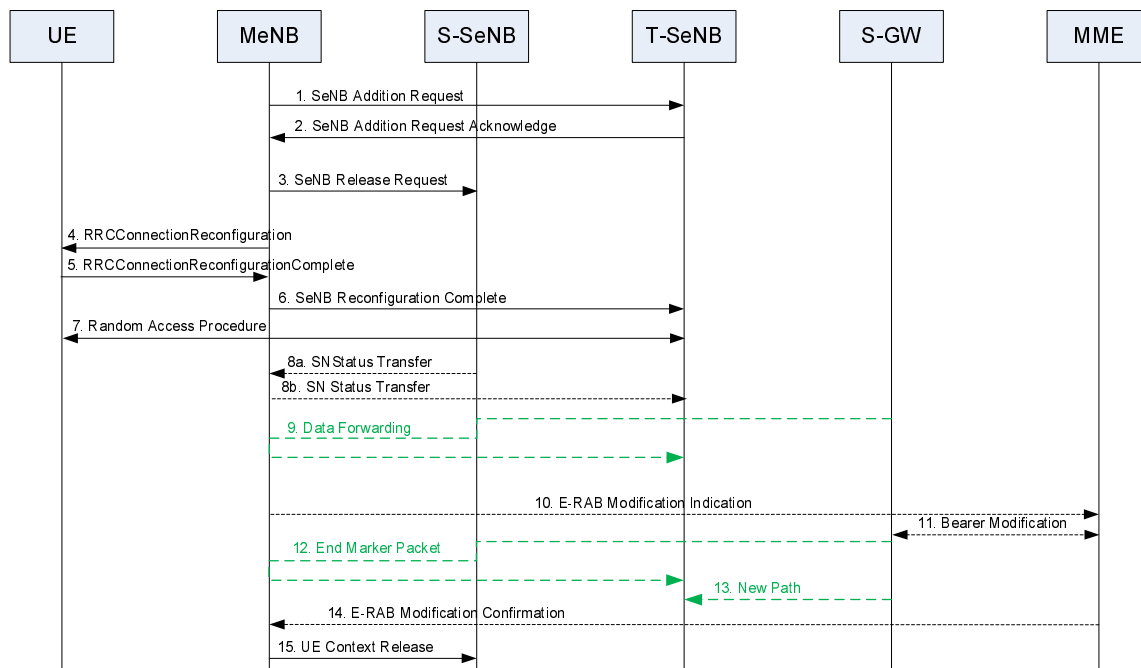 UE
MeNB
S-SeNB
T-SeNB
S-GW
MME
1. SeNB Addition Request
2. SeNB Addition Request Acknowledge
3. SeNB Release Request
4. RRCConnectionReconfiguration
5. RRCConnectionReconfigurationComplete
6. SeNB Reconfiguration Complete
7. Random Access Procedure
8a. SNStatus Transfer
8b. SN Status Transfer
9. Data Forwarding
10. E-RAB Modification Indication
11. Bearer Modification
12. End Marker Packet
13. New Path
14. E-RAB Modification Confirmation
15. UE Context Release